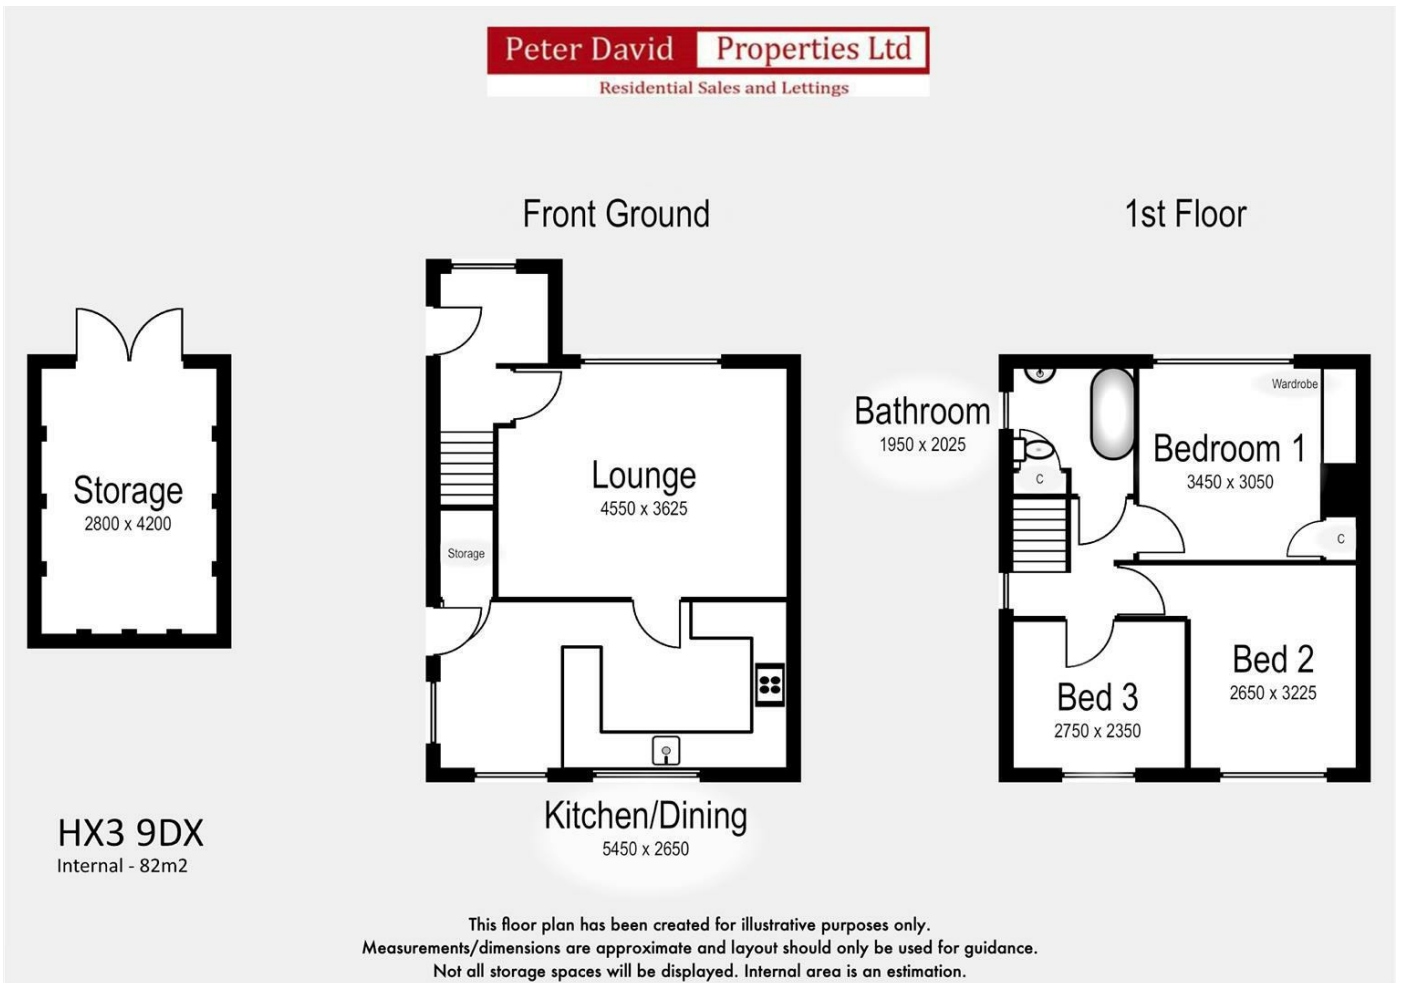 Peter David Properties Ltd
Residential Sales and Lettings
Front Ground
1st Floor
Storage
2800 x 4200
Lounge
4550 x 3625
Storage
Kitchen/Dining
5450 x 2650
Bathroom
1950 x 2025
C
Wardrobe
Bedroom 1
3450 x 3050
C
Bed 2
2650 x 3225
Bed 3
2750 x 2350
HX3 9DX
Internal - 82m2
This floor plan has been created for illustrative purposes only.
Measurements/dimensions are approximate and layout should only be used for guidance.
Not all storage spaces will be displayed. Internal area is an estimation.